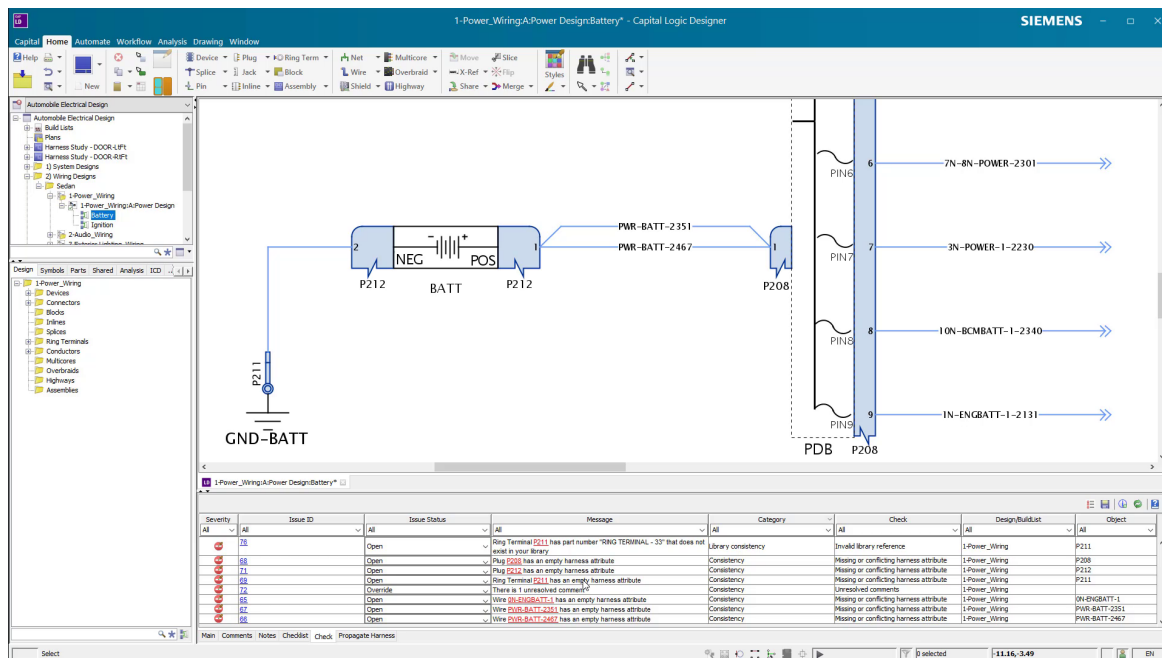 LD
1-Power_Wiring:A:Power Design:Battery* - Capital Logic Designer
SIEMENS
Capital Home Automate Workflow Analysis Drawing Window
Help
Device Plug Ring Term Net Multicore Move Slice
Splice Jack Block Wire Overbraid X-Ref Flip
New Pin Inline Assembly Shield Highway Share Merge
Styles
Automobile Electrical Design
Automobile Electrical Design
Build Lists
Plans
Harness Study - DOOR-LtFt
Harness Study - DOOR-RtFt
1) System Designs
2) Wiring Designs
Sedan
1-Power_Wiring
1-Power_Wiring:A:Power Design
Battery
Ignition
2-Audio_Wiring
3-Exterior Lighting_Wiring
Design Symbols Parts Shared Analysis ICD ..
1-Power_Wiring
Devices
Connectors
Blocks
Inlines
Splices
Ring Terminals
Conductors
Multicores
Overbraids
Highways
Assemblies
6
7N-8N-POWER-2301
PIN6
PWR-BATT-2351
2
1
PWR-BATT-2467
1
7
3N-POWER-1-2230
PIN7
NEG
POS
P212
BATT
P212
P208
8
10N-BCMBATT-1-2340
PIN8
P211
GND-BATT
9
1N-ENGBATT-1-2131
PIN9
PDB
P208
LD 1-Power_Wiring:A:Power Design:Battery*
Severity Issue ID Issue Status Message Category Check Design/BuildList Object
All All All All All All All All
76 Open Ring Terminal P211 has part number "RING TERMINAL - 33" that does not exist in your library Library consistency Invalid library reference 1-Power_Wiring P211
68 Open Plug P208 has an empty harness attribute Consistency Missing or conflicting harness attribute 1-Power_Wiring P208
71 Open Plug P212 has an empty harness attribute Consistency Missing or conflicting harness attribute 1-Power_Wiring P212
69 Open Ring Terminal P211 has an empty harness attribute Consistency Missing or conflicting harness attribute 1-Power_Wiring P211
72 Override There is 1 unresolved comment Consistency Unresolved comments 1-Power_Wiring
65 Open Wire 0N-ENGBATT-1 has an empty harness attribute Consistency Missing or conflicting harness attribute 1-Power_Wiring 0N-ENGBATT-1
67 Open Wire PWR-BATT-2351 has an empty harness attribute Consistency Missing or conflicting harness attribute 1-Power_Wiring PWR-BATT-2351
66 Open Wire PWR-BATT-2467 has an empty harness attribute Consistency Missing or conflicting harness attribute 1-Power_Wiring PWR-BATT-2467
Main Comments Notes Checklist Check Propagate Harness
Select
0 selected
-11.16,-3.49
EN